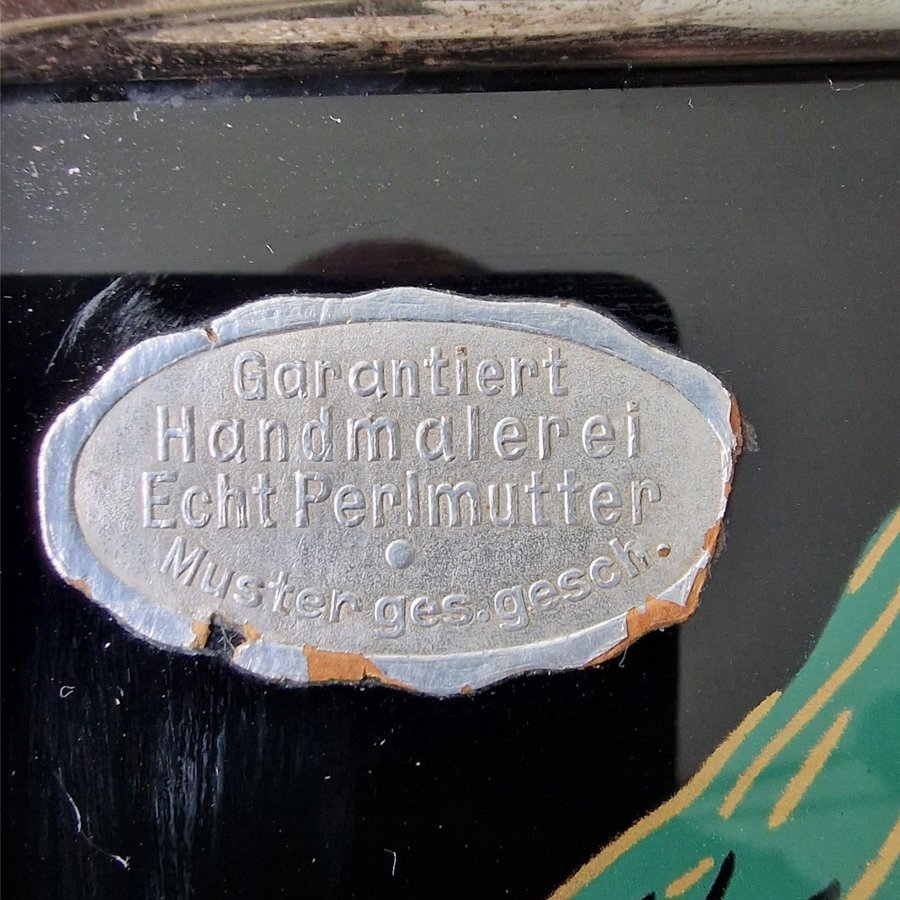 Garantiert
Handmalerei
Echt Perlmutter
Muster ges. gesch.